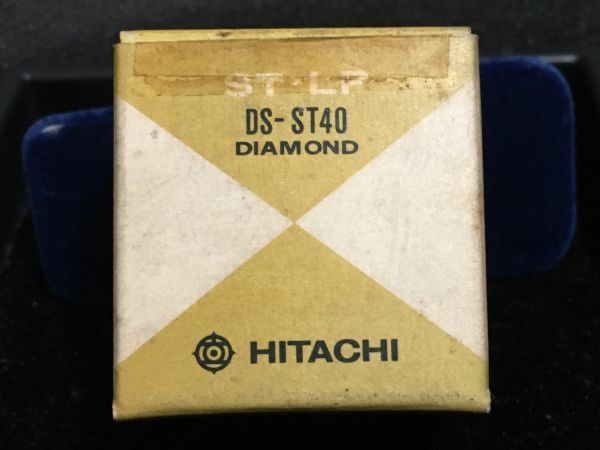 ST-LP
DS-ST40
DIAMOND
HITACHI